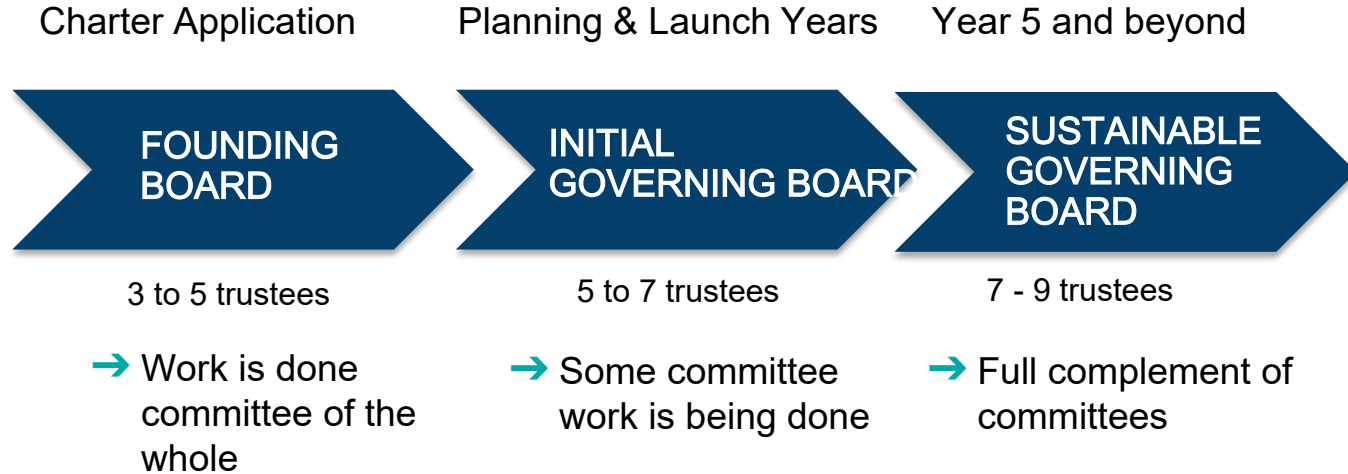 Charter Application
Planning & Launch Years
Year 5 and beyond
FOUNDING
BOARD
INITIAL
GOVERNING BOARD
SUSTAINABLE
GOVERNING
BOARD
3 to 5 trustees
5 to 7 trustees
7 - 9 trustees
➔ Work is done
committee of the
whole
➔ Some committee
work is being done
➔ Full complement of
committees